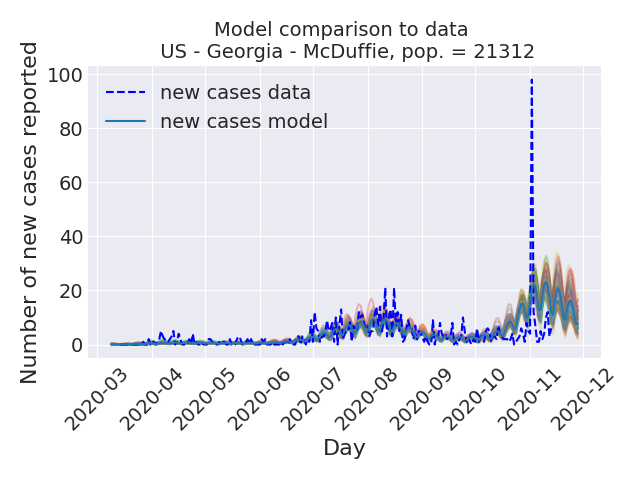 Model comparison to data
US - Georgia - McDuffie, pop. = 21312
Number of new cases reported
100
80
60
40
20
0
new cases data
new cases model
2020-03
2020-04
2020-05
2020-06
2020-07
2020-08
2020-09
2020-10
2020-11
2020-12
Day